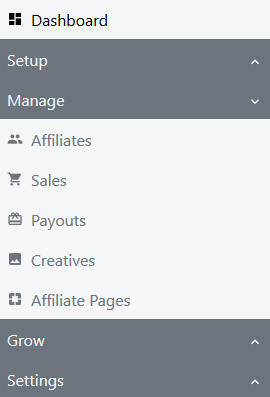 Dashboard
Setup
Manage
Affiliates
Sales
Payouts
Creatives
Affiliate Pages
Grow
Settings